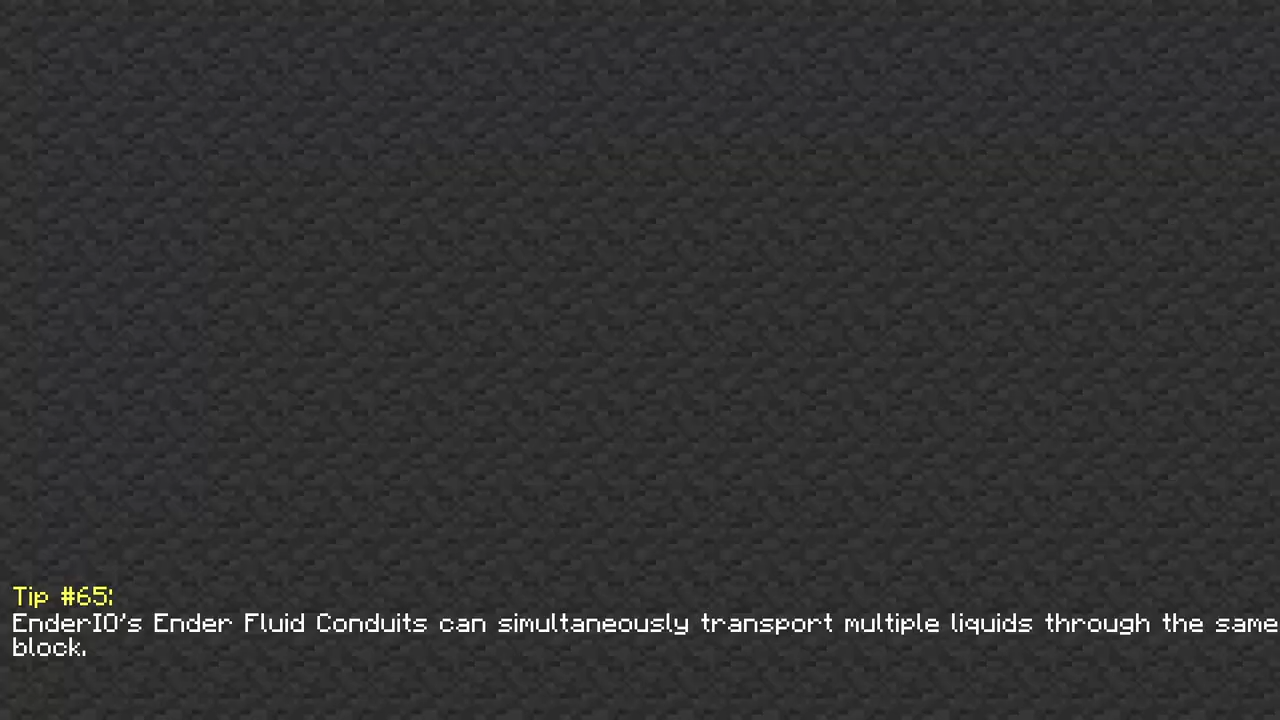 Tip #65:
EnderIO's Ender Fluid Conduits can simultaneously transport multiple liquids through the same
block.